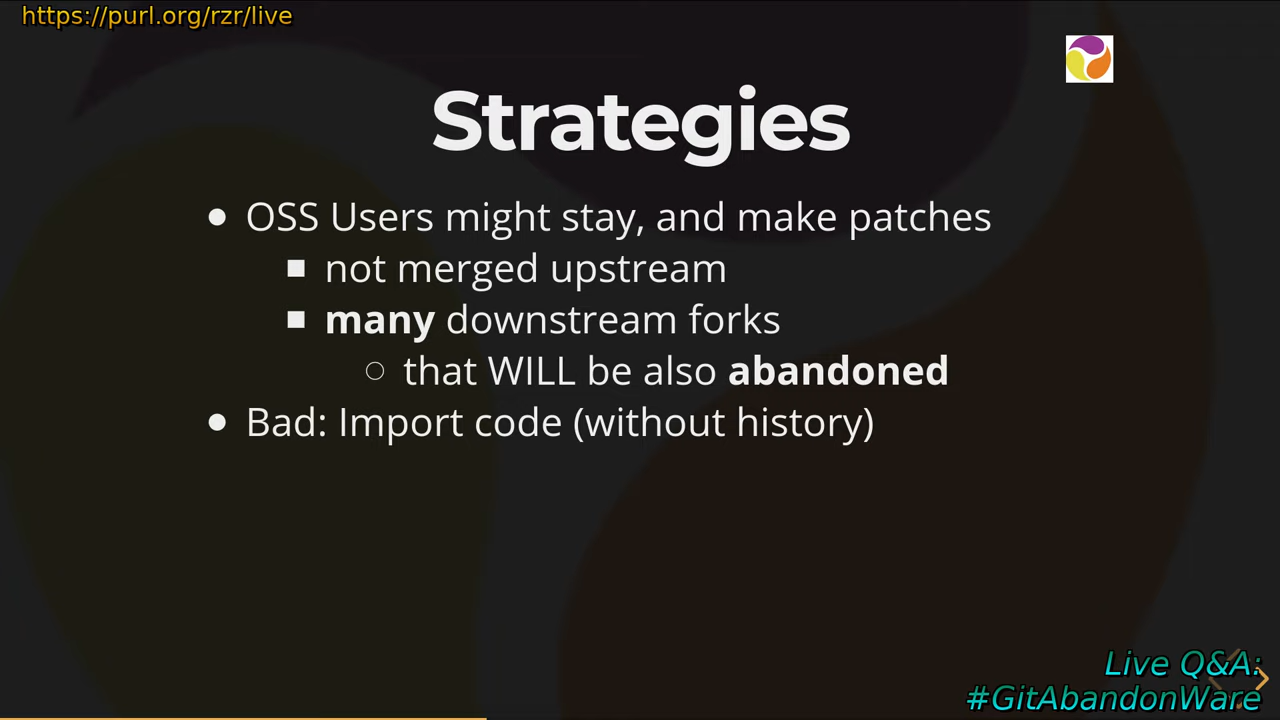 https://purl.org/rzr/live
Strategies
OSS Users might stay, and make patches
not merged upstream
many downstream forks
that WILL be also abandoned
Bad: Import code (without history)
Live Q&A:
#GitAbandonWare